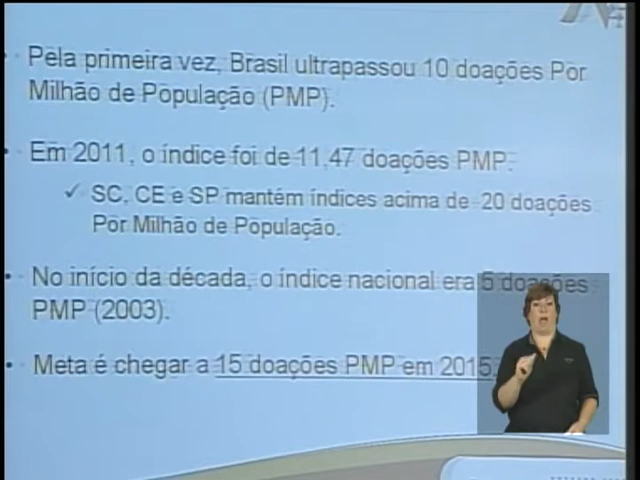 Pela primeira vez, Brasil ultrapassou 10 doações Por
Milhão de População (PMP).
Em 2011, o índice foi de 11,47 doações PMP.
✓ SC, CE e SP mantém índices acima de 20 doações
Por Milhão de População.
No início da década, o índice nacional era 5 doações
PMP (2003).
Meta é chegar a 15 doações PMP em 2015.